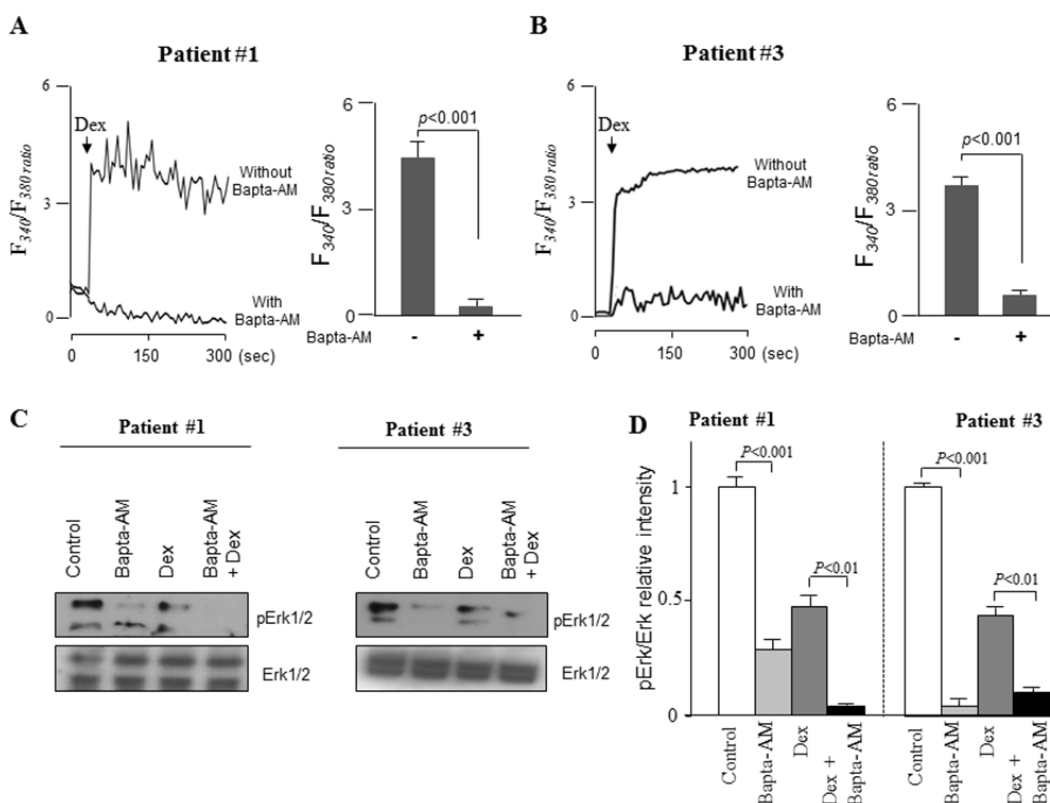 A
Patient #1
6
3
0
F340/F380 ratio
Dex
Without
Bapta-AM
With
Bapta-AM
0 150 300 (sec)
6
3
0
F340/F380 ratio
p<0.001
Bapta-AM - +
B
Patient #3
6
3
0
F340/F380 ratio
Dex
Without
Bapta-AM
With
Bapta-AM
0 150 300 (sec)
6
3
0
F340/F380 ratio
p<0.001
Bapta-AM - +
C
Patient #1
Control
Bapta-AM
Dex
Bapta-AM
+ Dex
pErk1/2
Erk1/2
Patient #3
Control
Bapta-AM
Dex
Bapta-AM
+ Dex
pErk1/2
Erk1/2
D
Patient #1
Patient #3
pErk/Erk relative intensity
1
0.5
0
P<0.001
P<0.01
P<0.001
P<0.01
Control
Bapta-AM
Dex
Dex +
Bapta-AM
Control
Bapta-AM
Dex
Dex +
Bapta-AM